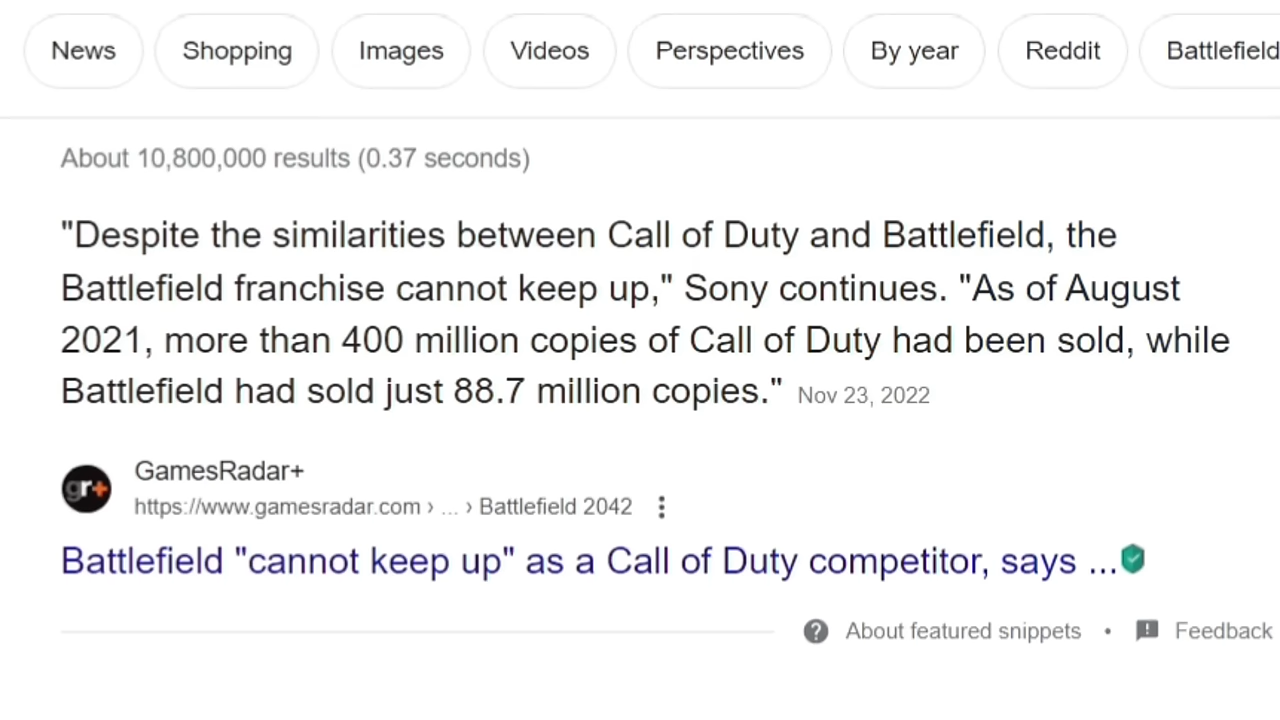 News Shopping Images Videos Perspectives By year Reddit Battlefield
About 10,800,000 results (0.37 seconds)
"Despite the similarities between Call of Duty and Battlefield, the
Battlefield franchise cannot keep up," Sony continues. "As of August
2021, more than 400 million copies of Call of Duty had been sold, while
Battlefield had sold just 88.7 million copies." Nov 23, 2022
gr+ GamesRadar+
https://www.gamesradar.com › ... › Battlefield 2042
Battlefield "cannot keep up" as a Call of Duty competitor, says ...
About featured snippets • Feedback